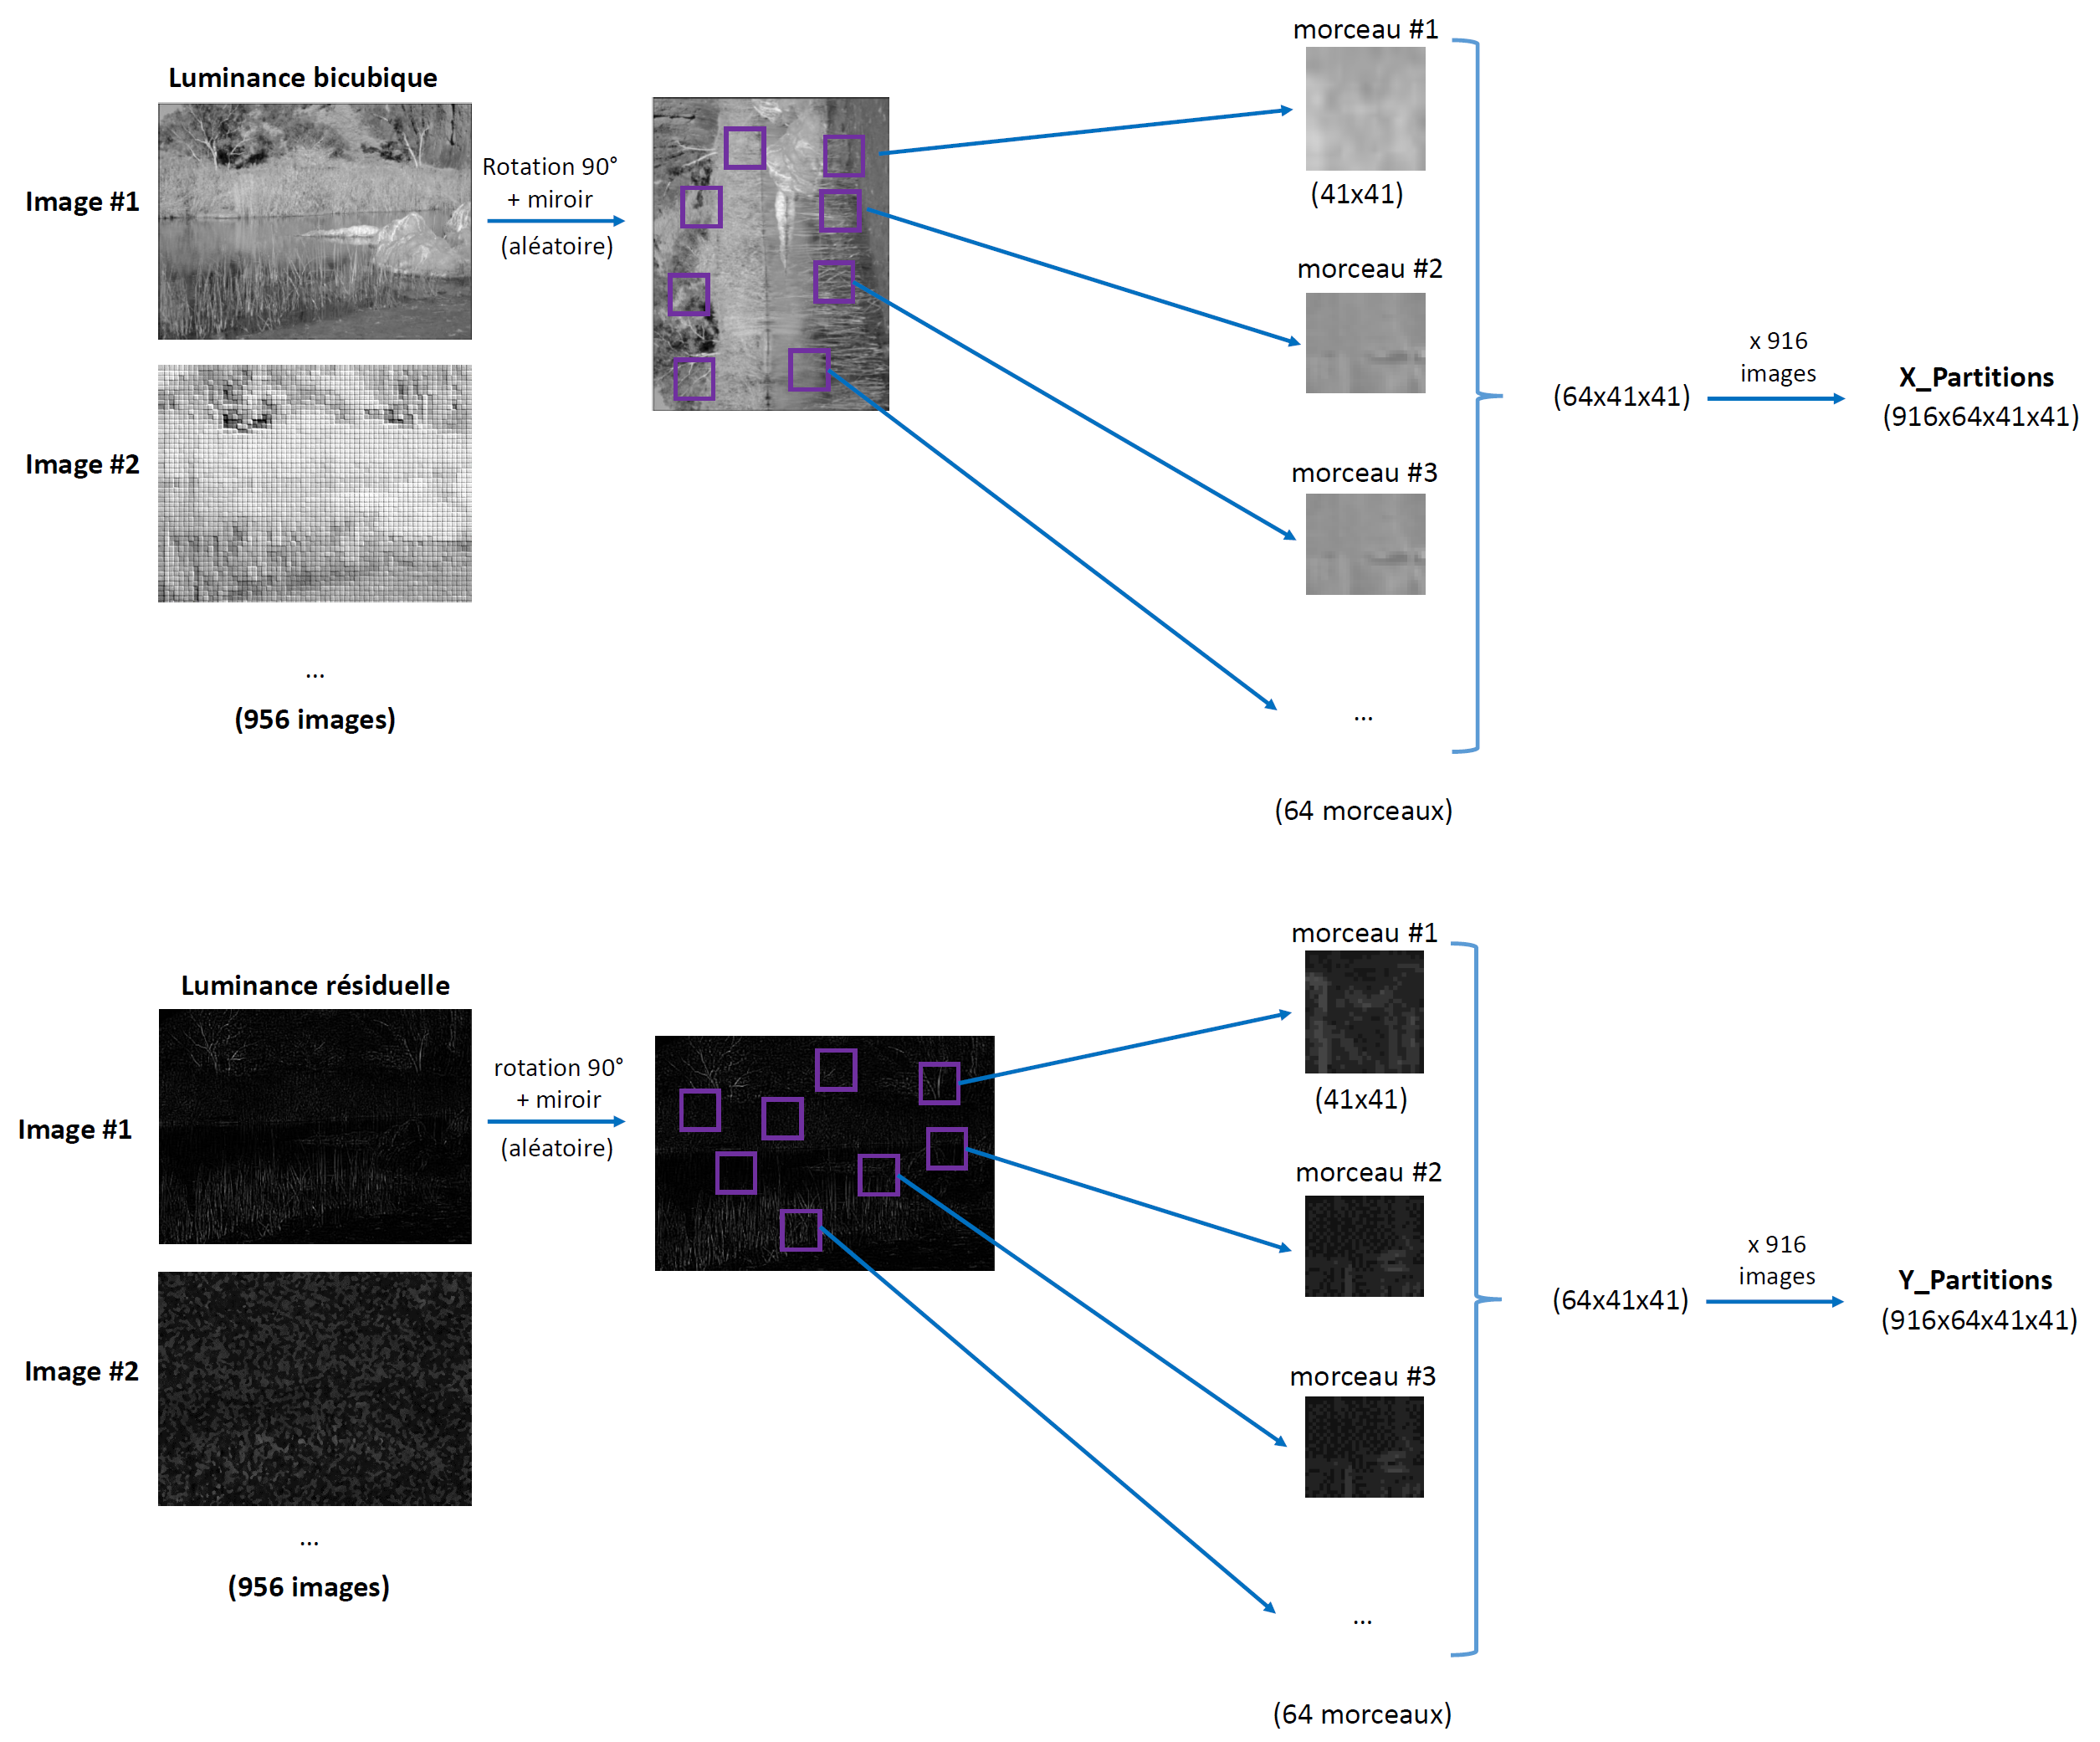 Luminance bicubique
Image #1
Rotation 90°
+ miroir
(aléatoire)
Image #2
...
(956 images)
morceau #1
(41x41)
morceau #2
morceau #3
...
(64 morceaux)
(64x41x41)
x 916
images
X_Partitions
(916x64x41x41)
Luminance résiduelle
Image #1
rotation 90°
+ miroir
(aléatoire)
Image #2
...
(956 images)
morceau #1
(41x41)
morceau #2
morceau #3
...
(64 morceaux)
(64x41x41)
x 916
images
Y_Partitions
(916x64x41x41)